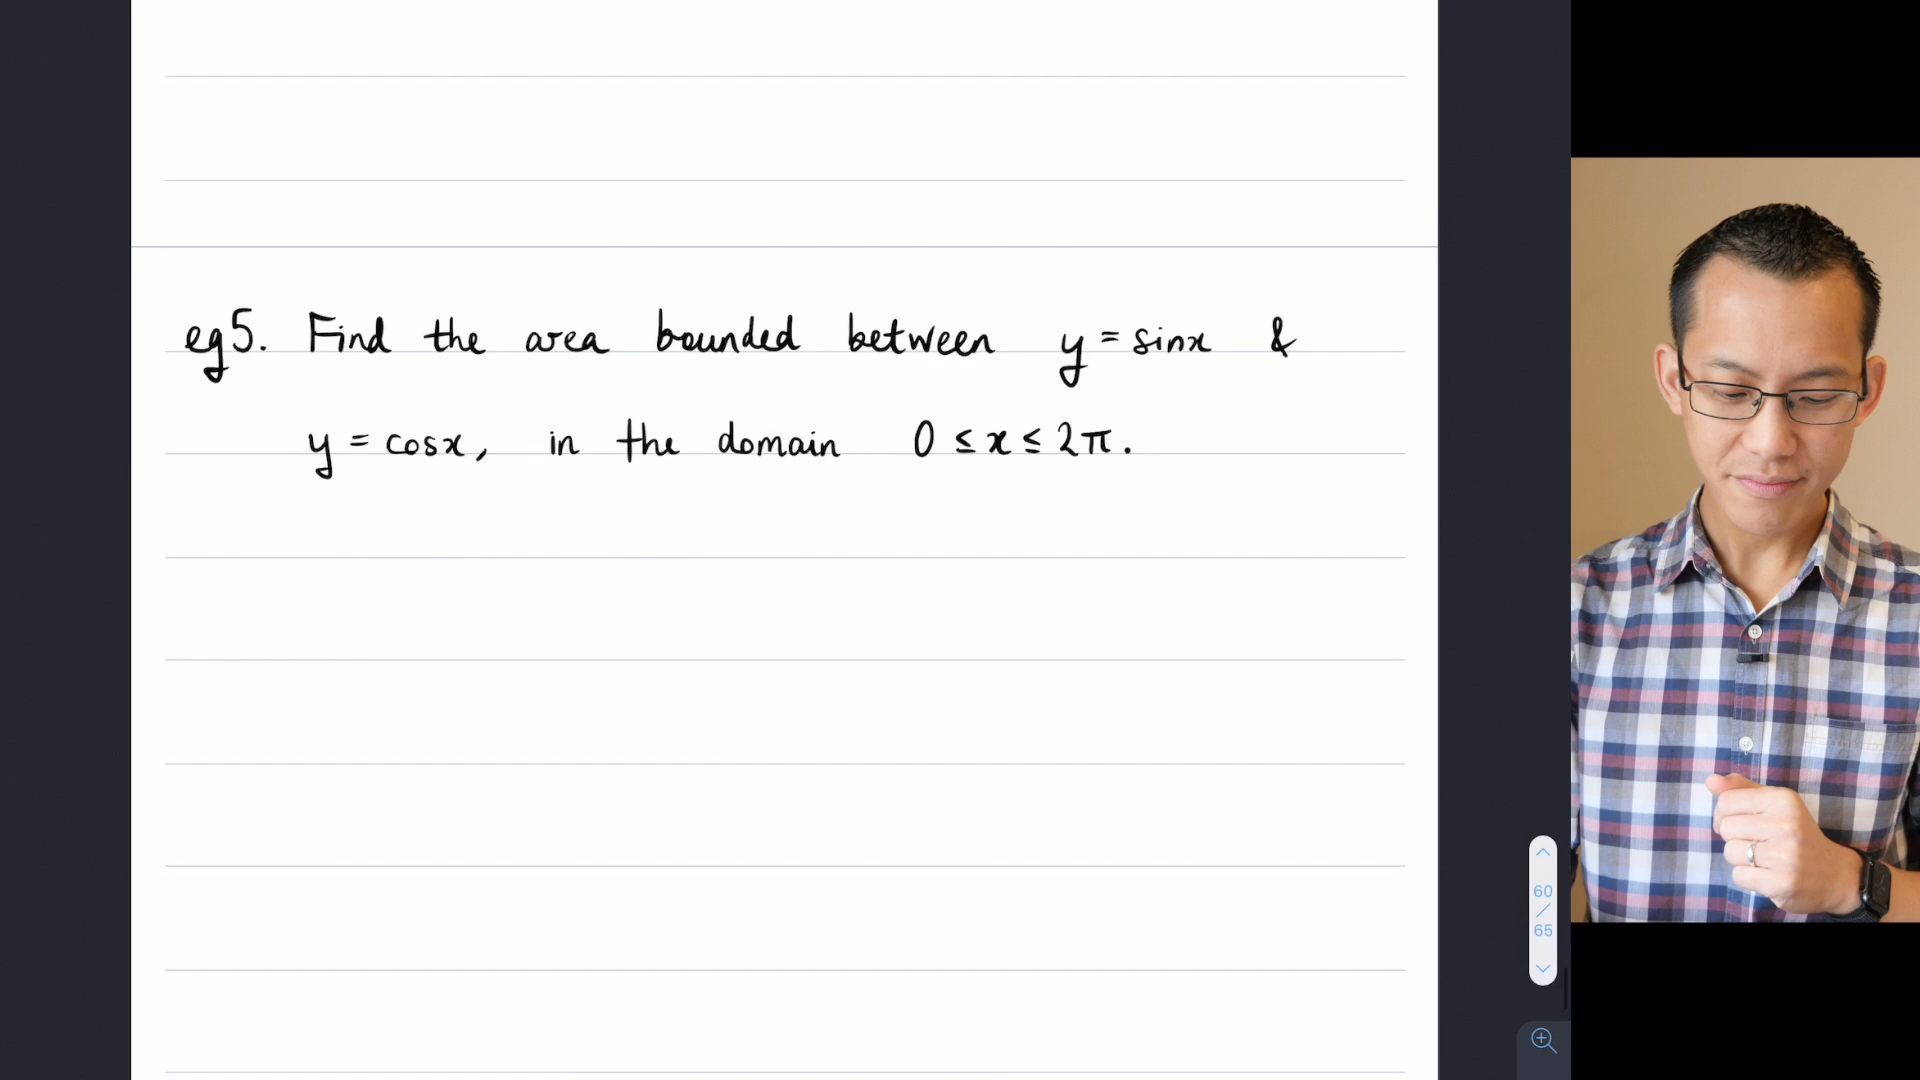 eg5. Find the area bounded between y = sinx &
y = cosx, in the domain 0 ≤ x ≤ 2π.
60
/
65